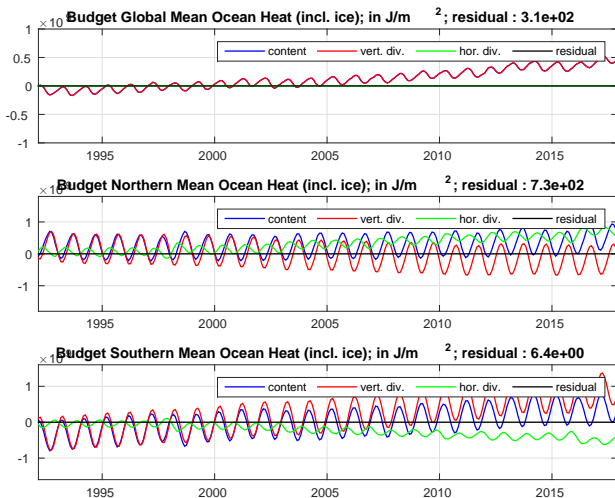 Budget Global Mean Ocean Heat (incl. ice); in J/m 2; residual : 3.1e+02
content vert. div. hor. div. residual
1
0.5
0
-0.5
-1
1995 2000 2005 2010 2015
Budget Northern Mean Ocean Heat (incl. ice); in J/m 2; residual : 7.3e+02
content vert. div. hor. div. residual
1
0
-1
1995 2000 2005 2010 2015
Budget Southern Mean Ocean Heat (incl. ice); in J/m 2; residual : 6.4e+00
content vert. div. hor. div. residual
1
0
-1
1995 2000 2005 2010 2015